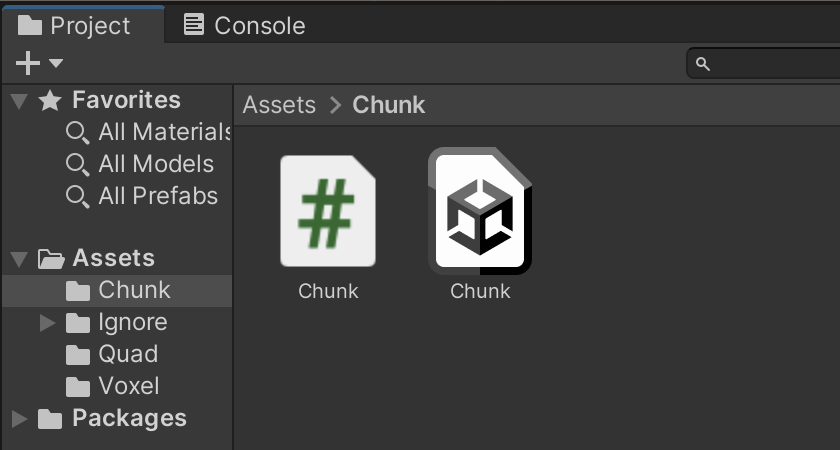 Project Console
Favorites
All Materials
All Models
All Prefabs
Assets
Chunk
Ignore
Quad
Voxel
Packages
Assets > Chunk
Chunk Chunk